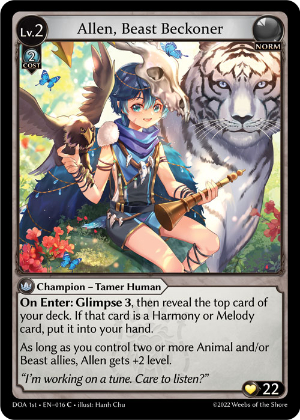 Lv.2
Allen, Beast Beckoner
2
COST
NORM
Champion – Tamer Human
On Enter: Glimpse 3, then reveal the top card of
your deck. If that card is a Harmony or Melody
card, put it into your hand.
As long as you control two or more Animal and/or
Beast allies, Allen gets +2 level.
“I’m working on a tune. Care to listen?”
22
DOA 1st · EN–016 C · illust: Hanh Chu
©2022 Weebs of the Shore